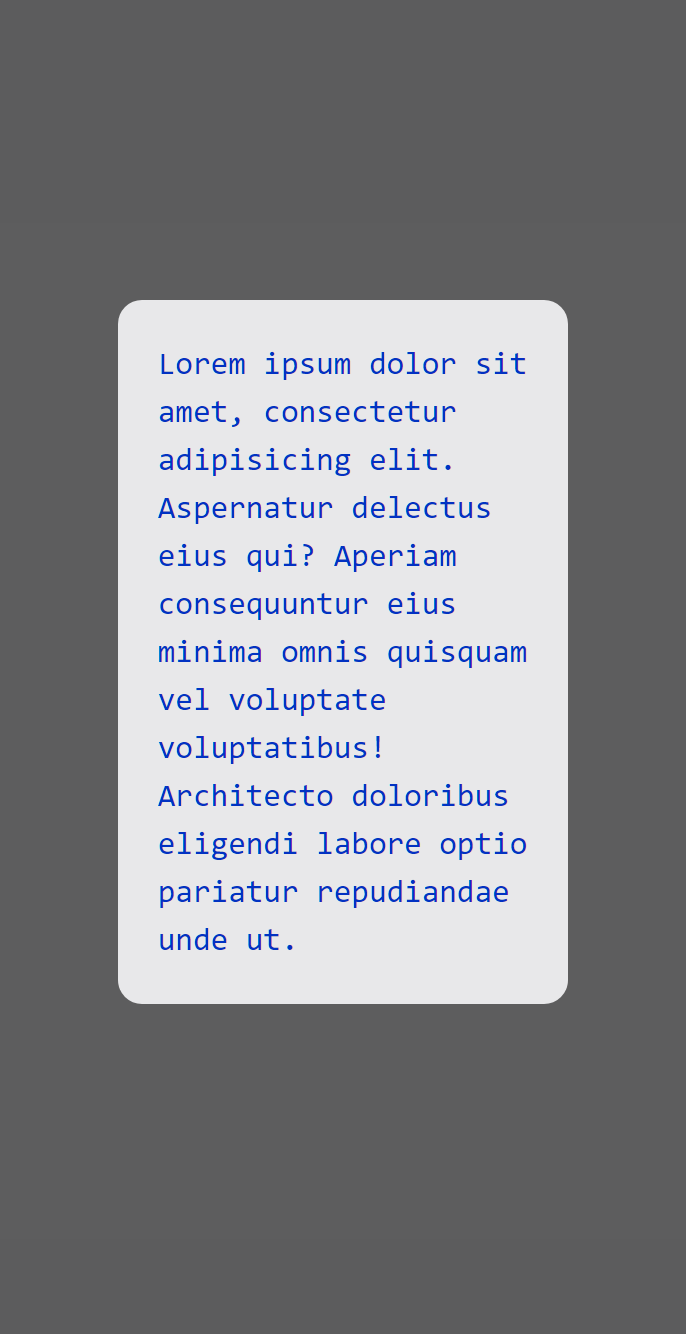 Lorem ipsum dolor sit
amet, consectetur
adipisicing elit.
Aspernatur delectus
eius qui? Aperiam
consequuntur eius
minima omnis quisquam
vel voluptate
voluptatibus!
Architecto doloribus
eligendi labore optio
pariatur repudiandae
unde ut.